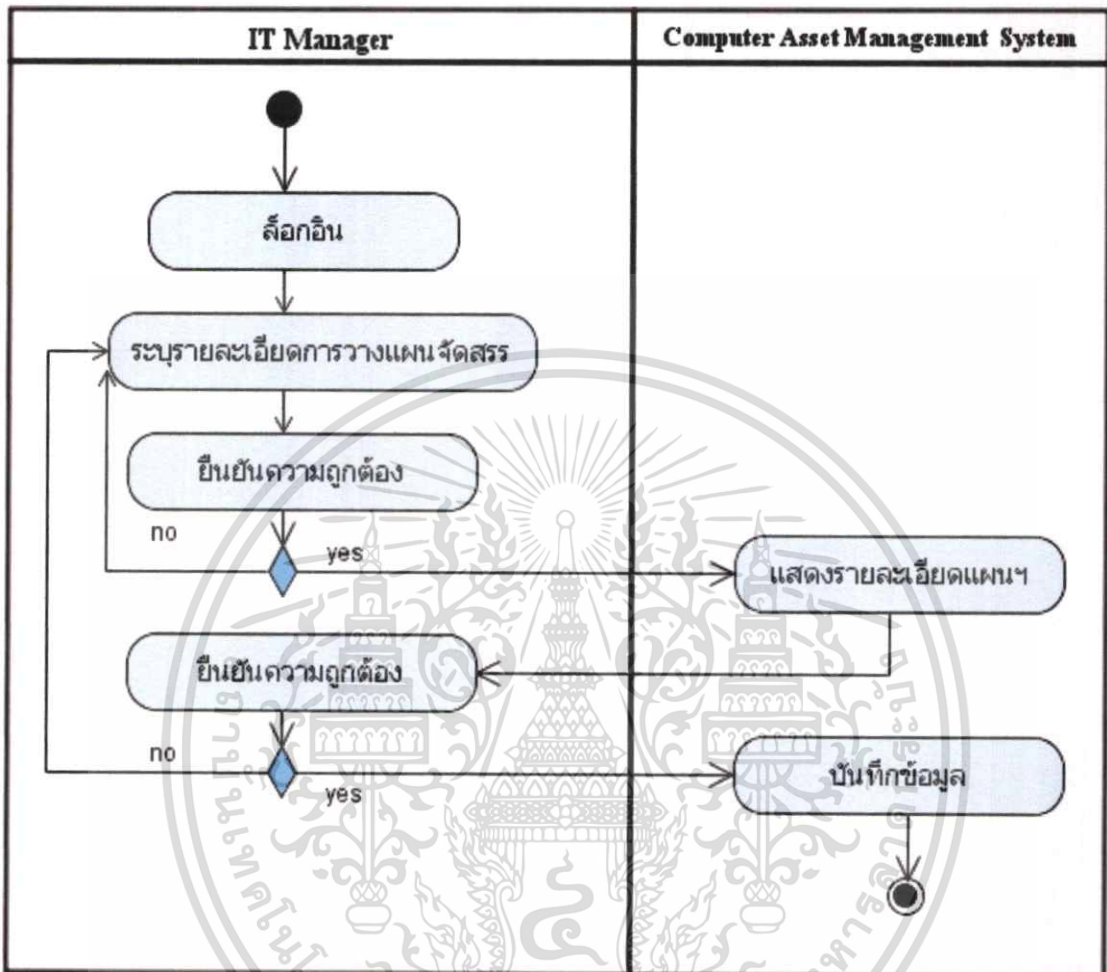 IT Manager
Computer Asset Management System
ล็อกอิน
ระบุรายละเอียดการวางแผนจัดสรร
ยืนยันความถูกต้อง
no
yes
แสดงรายละเอียดแผนฯ
ยืนยันความถูกต้อง
no
yes
บันทึกข้อมูล